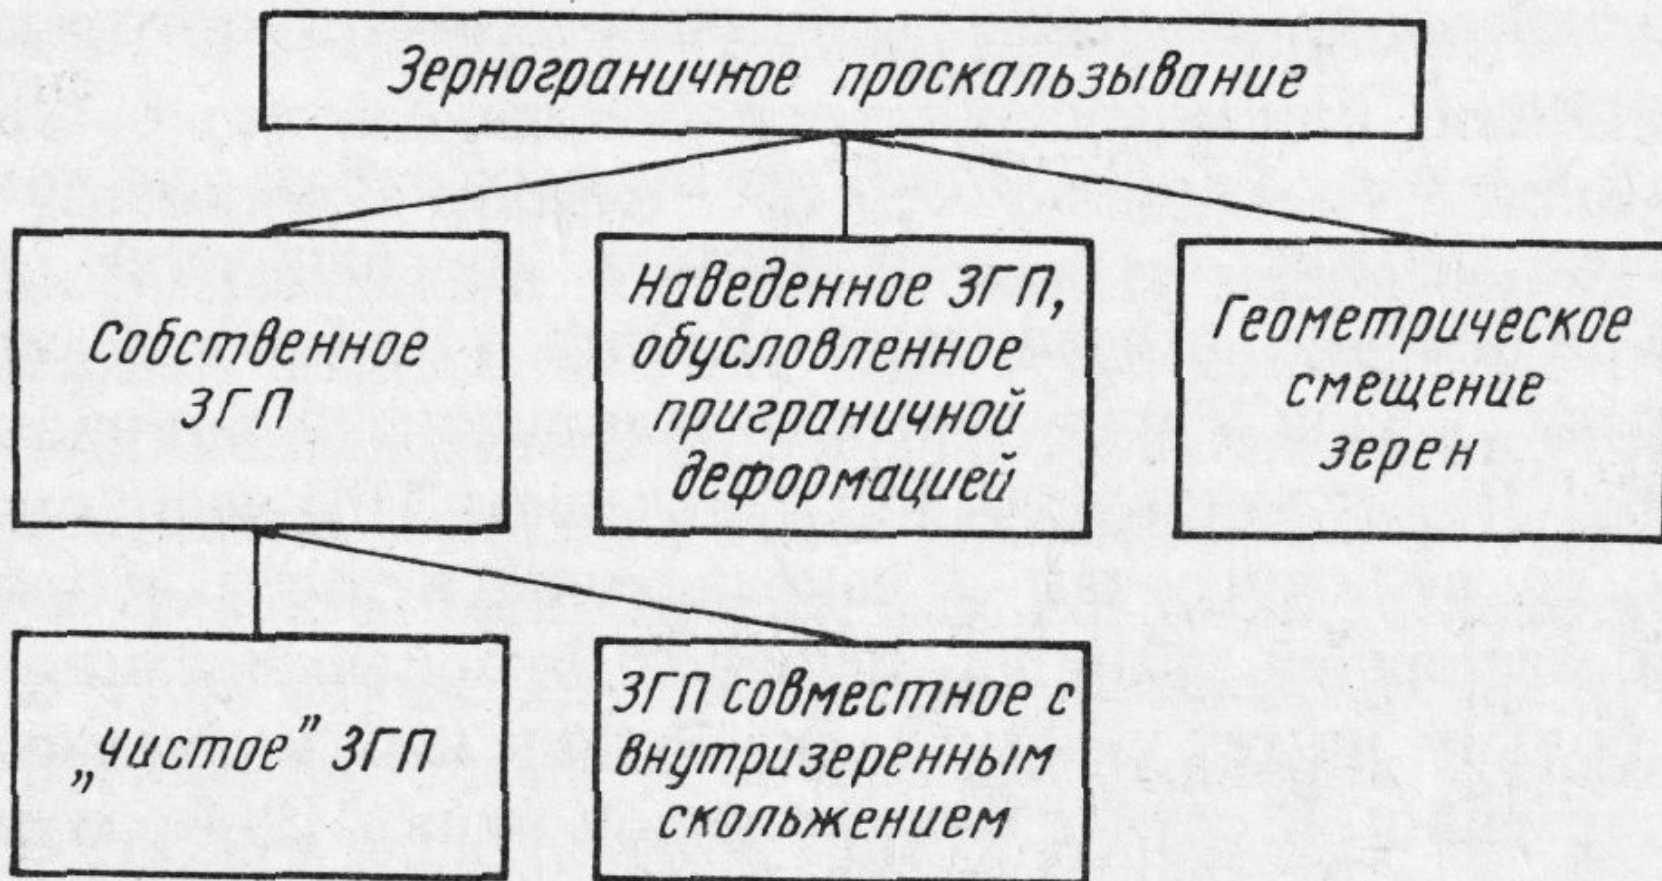 Зернограничное проскальзывание
Собственное
ЗГП
Наведенное ЗГП,
обусловленное
приграничной
деформацией
Геометрическое
смещение
зерен
„Чистое” ЗГП
ЗГП совместное с
внутризеренным
скольжением